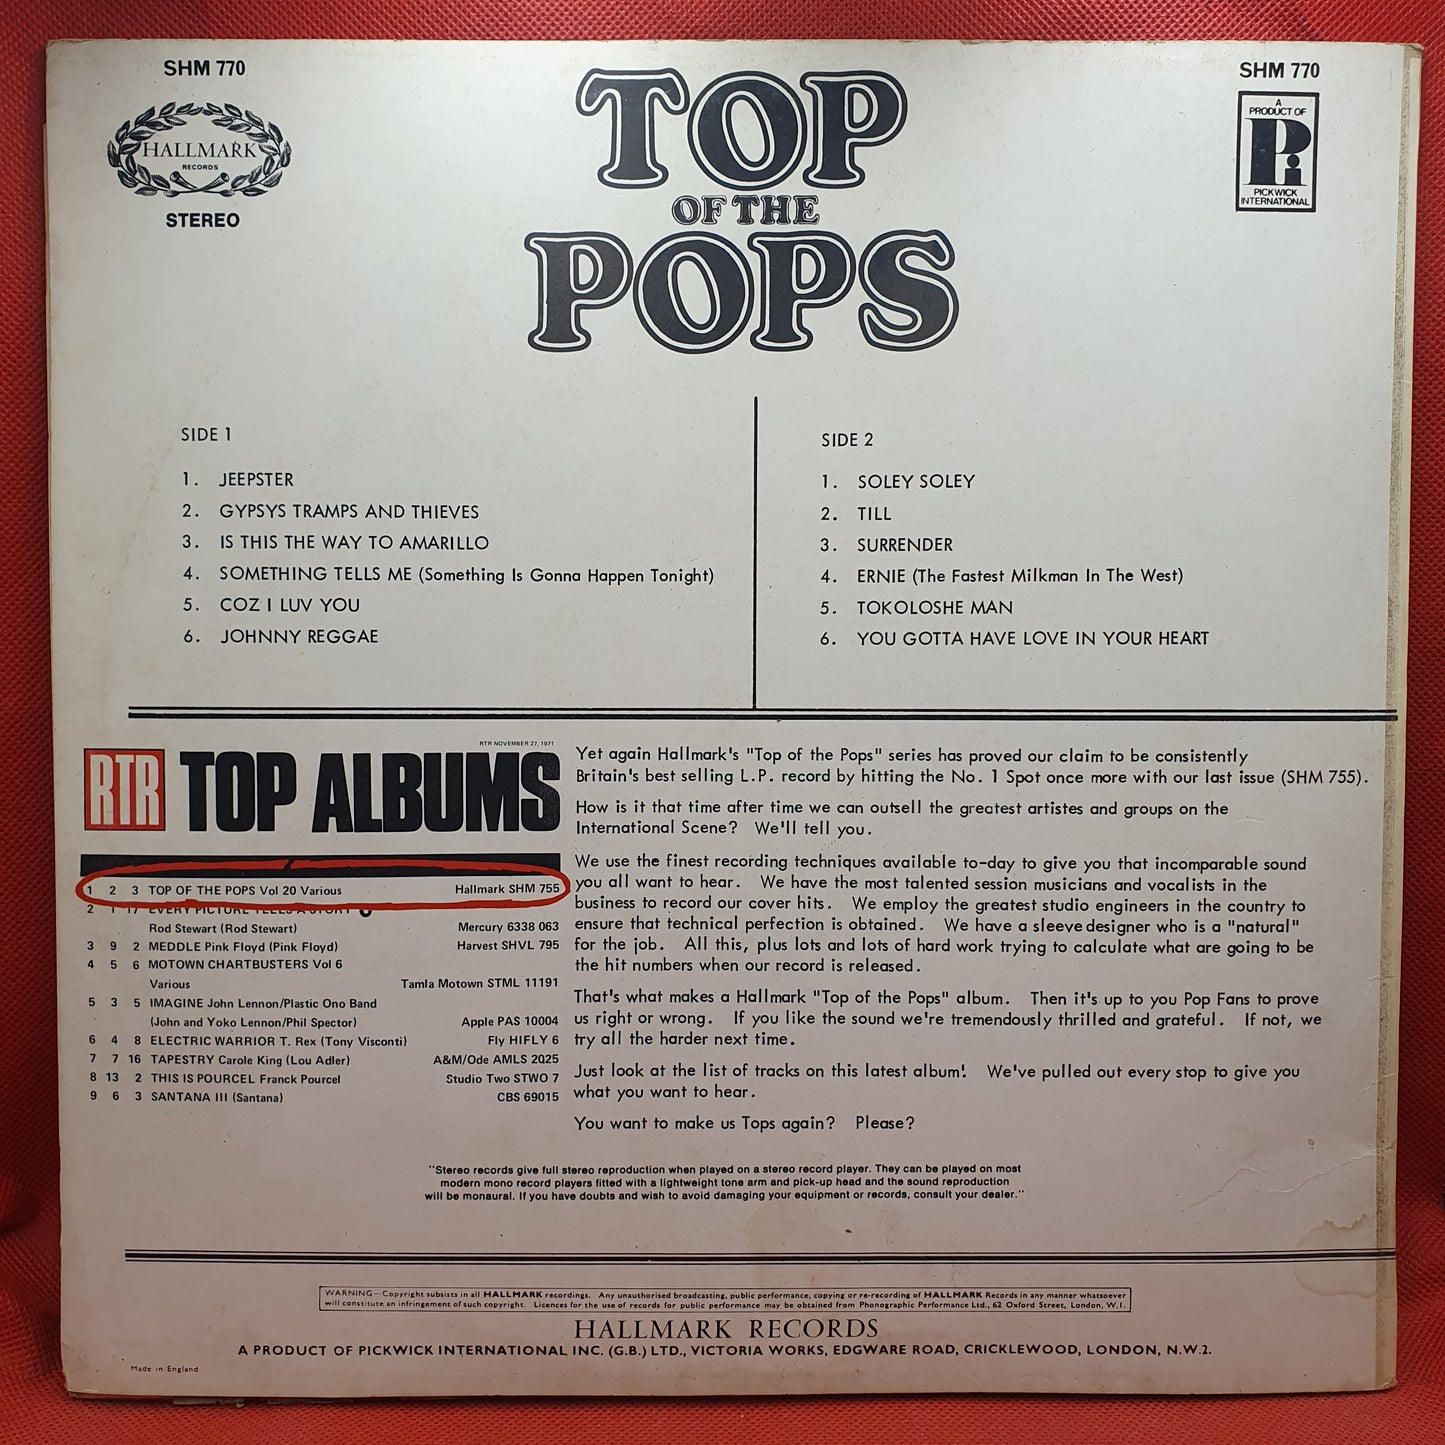 SHM 770
HALLMARK
RECORDS
STEREO
TOP
OF THE
POPS
SHM 770
A
PRODUCT OF
Pi
PICKWICK
INTERNATIONAL
SIDE 1
1. JEEPSTER
2. GYPSYS TRAMPS AND THIEVES
3. IS THIS THE WAY TO AMARILLO
4. SOMETHING TELLS ME (Something Is Gonna Happen Tonight)
5. COZ I LUV YOU
6. JOHNNY REGGAE
SIDE 2
1. SOLEY SOLEY
2. TILL
3. SURRENDER
4. ERNIE (The Fastest Milkman In The West)
5. TOKOLOSHE MAN
6. YOU GOTTA HAVE LOVE IN YOUR HEART
RTR NOVEMBER 27, 1971
RTR TOP ALBUMS
1 2 3 TOP OF THE POPS Vol 20 Various Hallmark SHM 755
2 1 17 EVERY PICTURE TELLS A STORY
Rod Stewart (Rod Stewart) Mercury 6338 063
3 9 2 MEDDLE Pink Floyd (Pink Floyd) Harvest SHVL 795
4 5 6 MOTOWN CHARTBUSTERS Vol 6
Various Tamla Motown STML 11191
5 3 5 IMAGINE John Lennon/Plastic Ono Band
(John and Yoko Lennon/Phil Spector) Apple PAS 10004
6 4 8 ELECTRIC WARRIOR T. Rex (Tony Visconti) Fly HIFLY 6
7 7 16 TAPESTRY Carole King (Lou Adler) A&M/Ode AMLS 2025
8 13 2 THIS IS POURCEL Franck Pourcel Studio Two STWO 7
9 6 3 SANTANA III (Santana) CBS 69015
Yet again Hallmark's "Top of the Pops" series has proved our claim to be consistently
Britain's best selling L.P. record by hitting the No. 1 Spot once more with our last issue (SHM 755).
How is it that time after time we can outsell the greatest artistes and groups on the
International Scene? We'll tell you.
We use the finest recording techniques available to-day to give you that incomparable sound
you all want to hear. We have the most talented session musicians and vocalists in the
business to record our cover hits. We employ the greatest studio engineers in the country to
ensure that technical perfection is obtained. We have a sleeve designer who is a "natural"
for the job. All this, plus lots and lots of hard work trying to calculate what are going to be
the hit numbers when our record is released.
That's what makes a Hallmark "Top of the Pops" album. Then it's up to you Pop Fans to prove
us right or wrong. If you like the sound we're tremendously thrilled and grateful. If not, we
try all the harder next time.
Just look at the list of tracks on this latest album! We've pulled out every stop to give you
what you want to hear.
You want to make us Tops again? Please?
"Stereo records give full stereo reproduction when played on a stereo record player. They can be played on most
modern mono record players fitted with a lightweight tone arm and pick-up head and the sound reproduction
will be monaural. If you have doubts and wish to avoid damaging your equipment or records, consult your dealer."
WARNING—Copyright subsists in all HALLMARK recordings. Any unauthorised broadcasting, public performance, copying or re-recording of HALLMARK Records in any manner whatsoever
will constitute an infringement of such copyright. Licences for the use of records for public performance may be obtained from Phonographic Performance Ltd., 62 Oxford Street, London, W.1.
HALLMARK RECORDS
A PRODUCT OF PICKWICK INTERNATIONAL INC. (G.B.) LTD., VICTORIA WORKS, EDGWARE ROAD, CRICKLEWOOD, LONDON, N.W.2.
Made in England